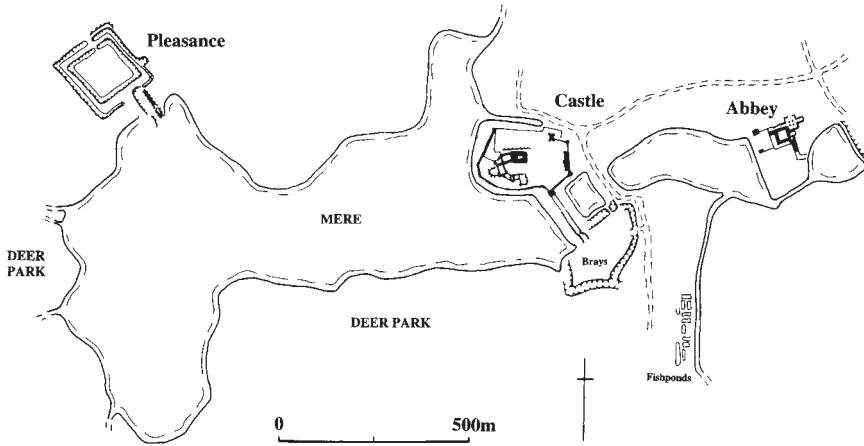 Pleasance
Castle
Abbey
MERE
DEER
PARK
Brays
DEER PARK
Fishponds
0 500m